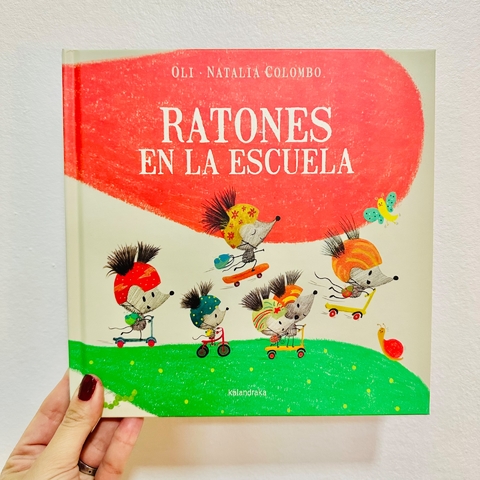 OLI · NATALIA COLOMBO
RATONES
EN LA ESCUELA
kalandraka